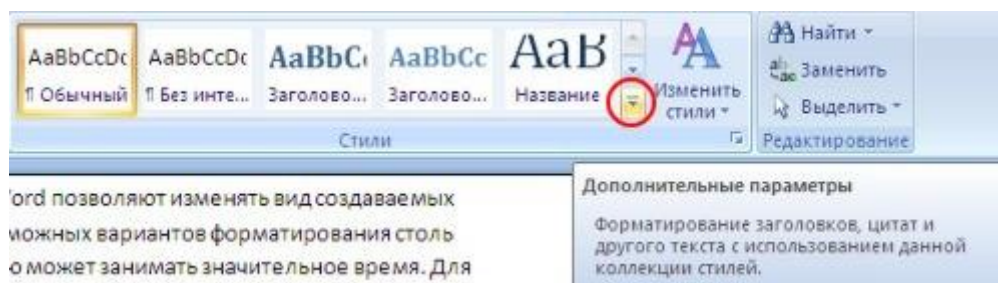 AaBbCcDc AaBbCcDc AaBbC AaBbCc АаВ
¶ Обычный ¶ Без инте... Заголово... Заголово... Название
Изменить стили
Стили
Найти
Заменить
Выделить
Редактирование
Дополнительные параметры
Форматирование заголовков, цитат и
другого текста с использованием данной
коллекции стилей.
ord позволяют изменять вид создаваемых
можных вариантов форматирования столь
о может занимать значительное время. Для